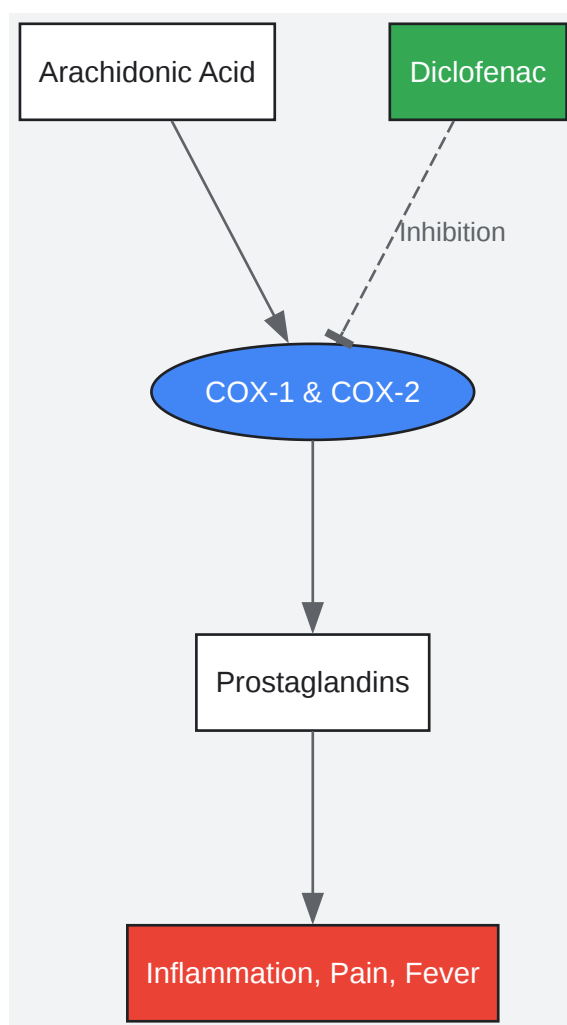 Arachidonic Acid
Diclofenac
Inhibition
COX-1 & COX-2
Prostaglandins
Inflammation, Pain, Fever